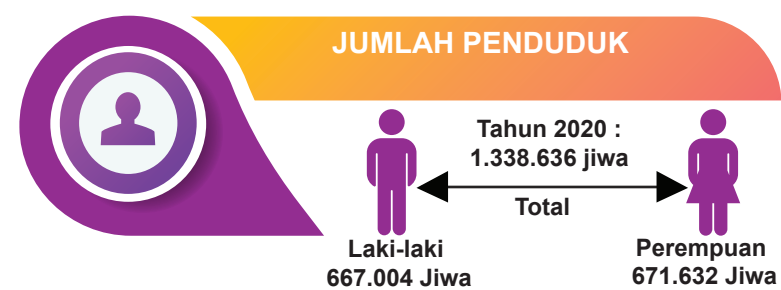 JUMLAH PENDUDUK
Tahun 2020 :
1.338.636 jiwa
Total
Laki-laki
667.004 Jiwa
Perempuan
671.632 Jiwa